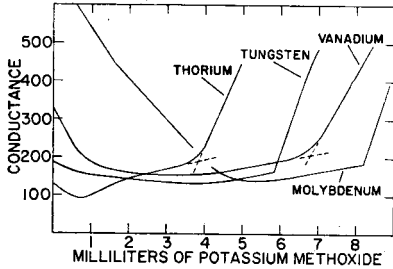 CONDUCTANCE
500
400
300
200
100
THORIUM
TUNGSTEN
VANADIUM
MOLYBDENUM
1 2 3 4 5 6 7 8
MILLILITERS OF POTASSIUM METHOXIDE